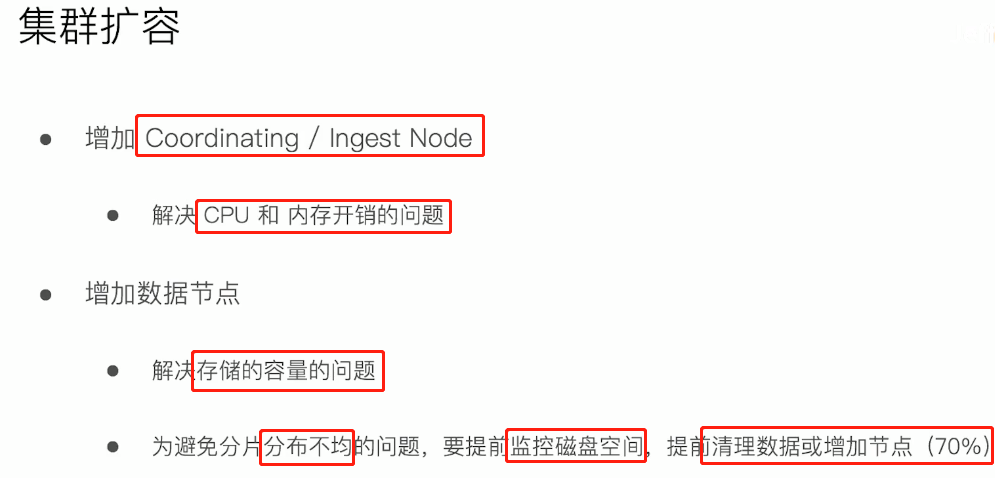 集群扩容
增加 Coordinating / Ingest Node
解决 CPU 和 内存开销的问题
增加数据节点
解决存储的容量的问题
为避免分片分布不均的问题，要提前监控磁盘空间，提前清理数据或增加节点（70%）